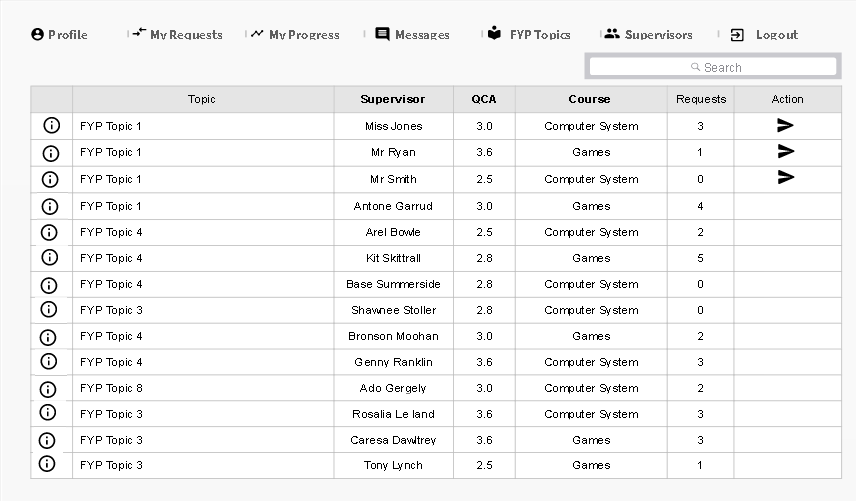 Profile My Requests My Progress Messages FYP Topics Supervisors Logout
Search
Topic Supervisor QCA Course Requests Action
FYP Topic 1 Miss Jones 3.0 Computer System 3
FYP Topic 1 Mr Ryan 3.6 Games 1
FYP Topic 1 Mr Smith 2.5 Computer System 0
FYP Topic 1 Antone Garrud 3.0 Games 4
FYP Topic 4 Arel Bowle 2.5 Computer System 2
FYP Topic 4 Kit Skittrall 2.8 Games 5
FYP Topic 4 Base Summerside 2.8 Computer System 0
FYP Topic 3 Shawnee Stoller 2.8 Computer System 0
FYP Topic 4 Bronson Moohan 3.0 Games 2
FYP Topic 4 Genny Ranklin 3.6 Computer System 3
FYP Topic 8 Ado Gergely 3.0 Computer System 2
FYP Topic 3 Rosalia Le land 3.6 Computer System 3
FYP Topic 3 Caresa Dawltrey 3.6 Games 3
FYP Topic 3 Tony Lynch 2.5 Games 1